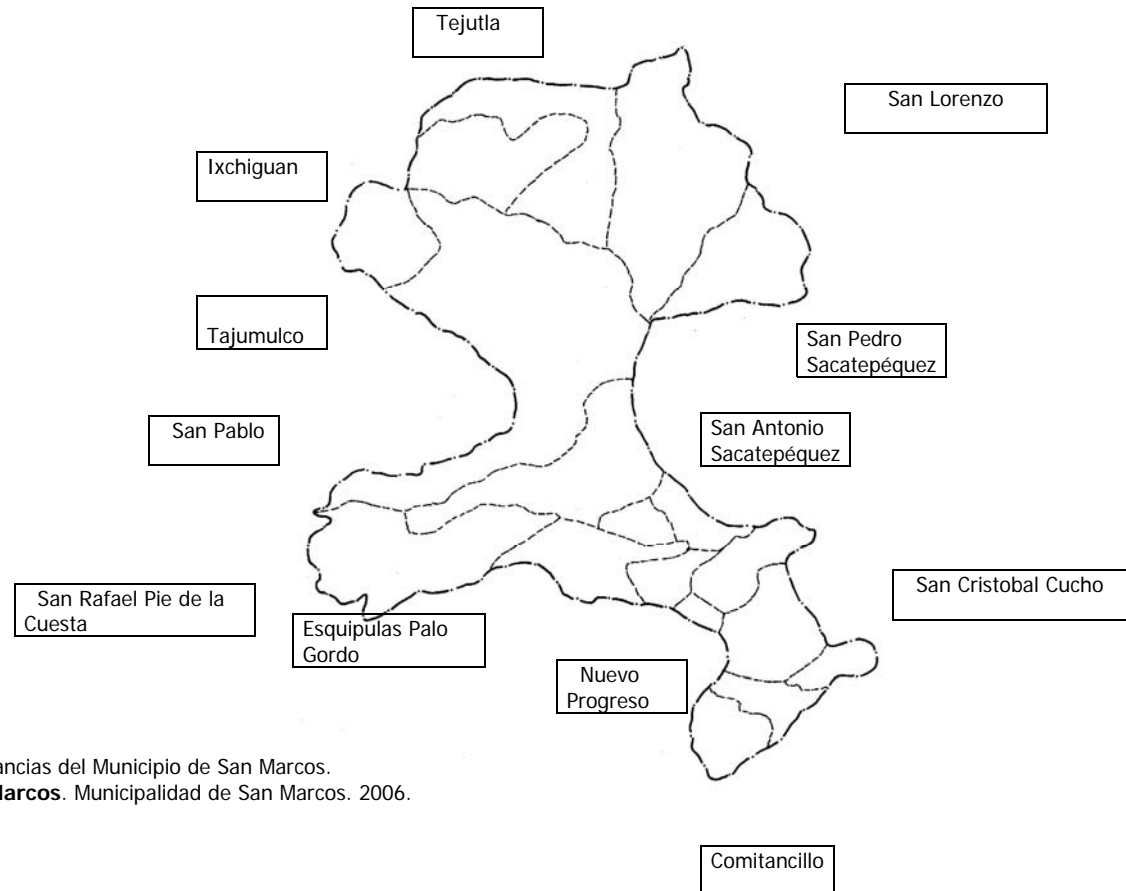 Tejutla
San Lorenzo
Ixchiguan
Tajumulco
San Pedro
Sacatepéquez
San Pablo
San Antonio
Sacatepéquez
San Rafael Pie de la
Cuesta
San Cristobal Cucho
Esquipulas Palo
Gordo
Nuevo
Progreso
ancias del Municipio de San Marcos.
Marcos. Municipalidad de San Marcos. 2006.
Comitancillo